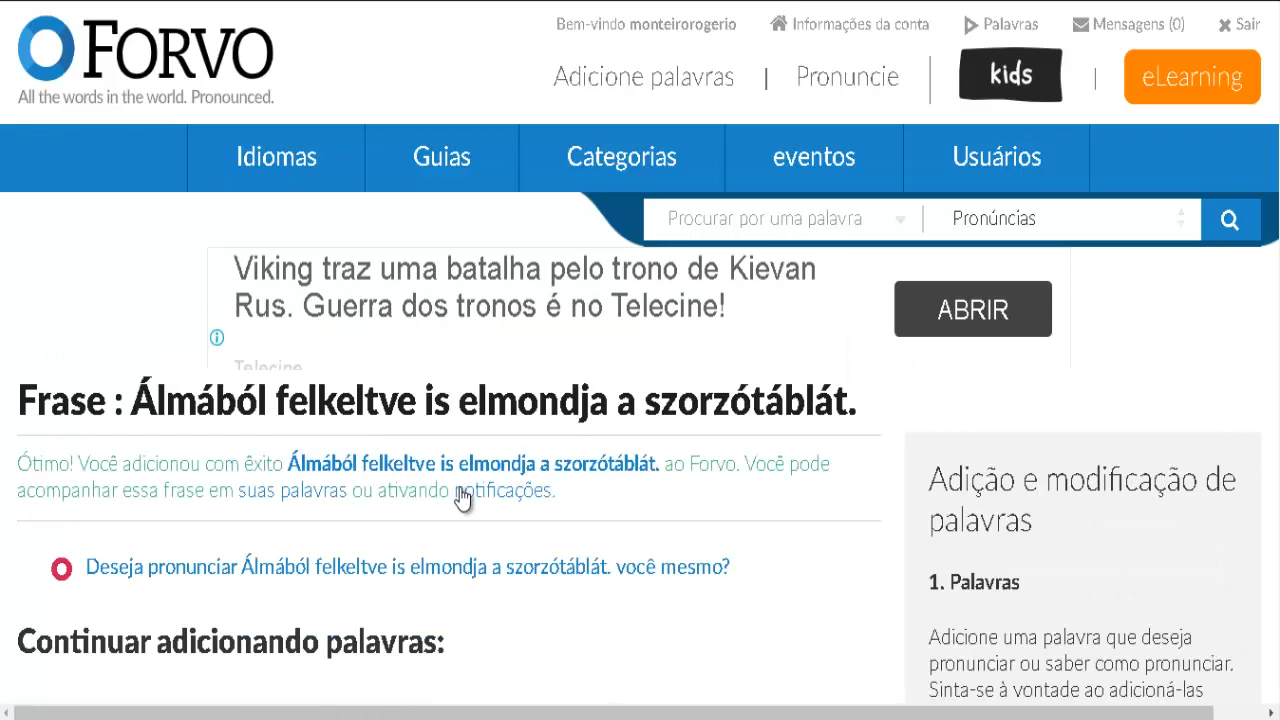 FORVO
All the words in the world. Pronounced.
Bem-vindo monteirorogerio Informações da conta Palavras Mensagens (0) Sair
Adicione palavras | Pronuncie kids | eLearning
Idiomas Guias Categorias eventos Usuários
Procurar por uma palavra Pronúncias
Viking traz uma batalha pelo trono de Kievan
Rus. Guerra dos tronos é no Telecine!
ABRIR
Telecine
Frase : Álmából felkeltve is elmondja a szorzótáblát.
Ótimo! Você adicionou com êxito Álmából felkeltve is elmondja a szorzótáblát. ao Forvo. Você pode
acompanhar essa frase em suas palavras ou ativando notificações.
Deseja pronunciar Álmából felkeltve is elmondja a szorzótáblát. você mesmo?
Continuar adicionando palavras:
Adição e modificação de
palavras
1. Palavras
Adicione uma palavra que deseja
pronunciar ou saber como pronunciar.
Sinta-se à vontade ao adicioná-las